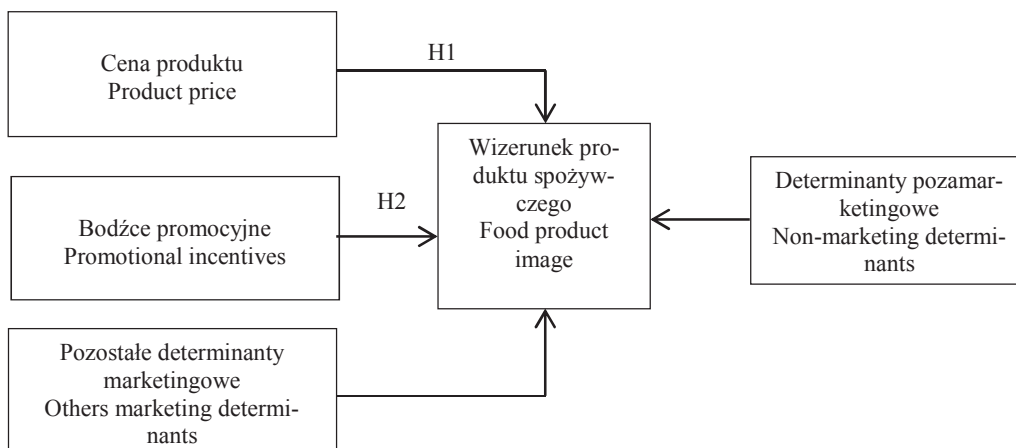 Cena produktu
Product price
H1
Wizerunek pro-
duktu spożyw-
czego
Food product
image
H2
Bodźce promocyjne
Promotional incentives
Determinanty pozamar-
ketingowe
Non-marketing determi-
nants
Pozostałe determinanty
marketingowe
Others marketing determi-
nants